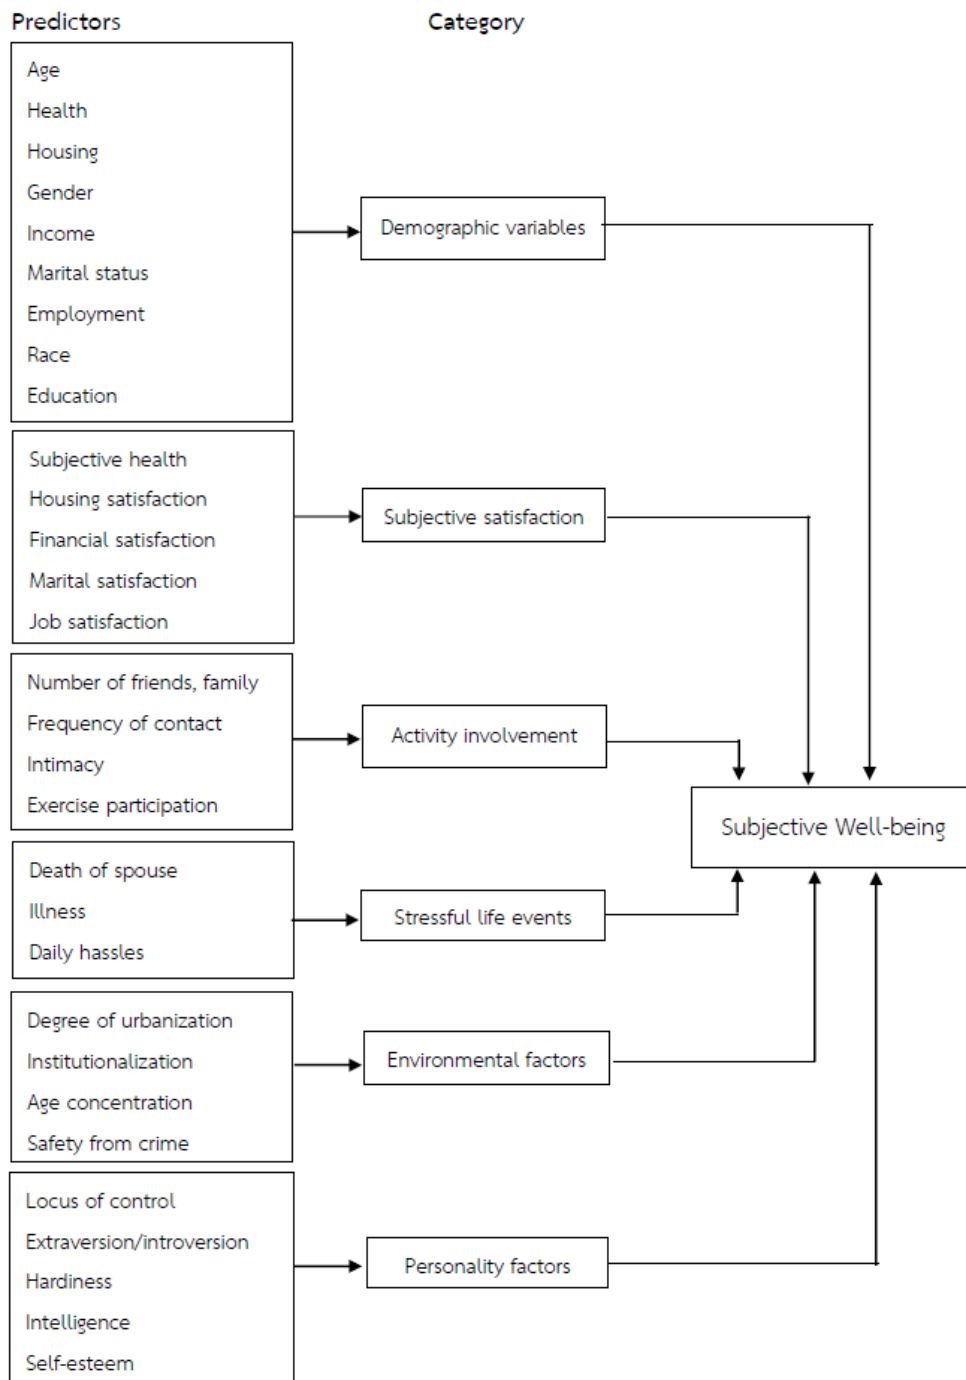 Predictors
Category
Age
Health
Housing
Gender
Income
Marital status
Employment
Race
Education
Demographic variables
Subjective health
Housing satisfaction
Financial satisfaction
Marital satisfaction
Job satisfaction
Subjective satisfaction
Number of friends, family
Frequency of contact
Intimacy
Exercise participation
Activity involvement
Subjective Well-being
Death of spouse
Illness
Daily hassles
Stressful life events
Degree of urbanization
Institutionalization
Age concentration
Safety from crime
Environmental factors
Locus of control
Extraversion/introversion
Hardiness
Intelligence
Self-esteem
Personality factors